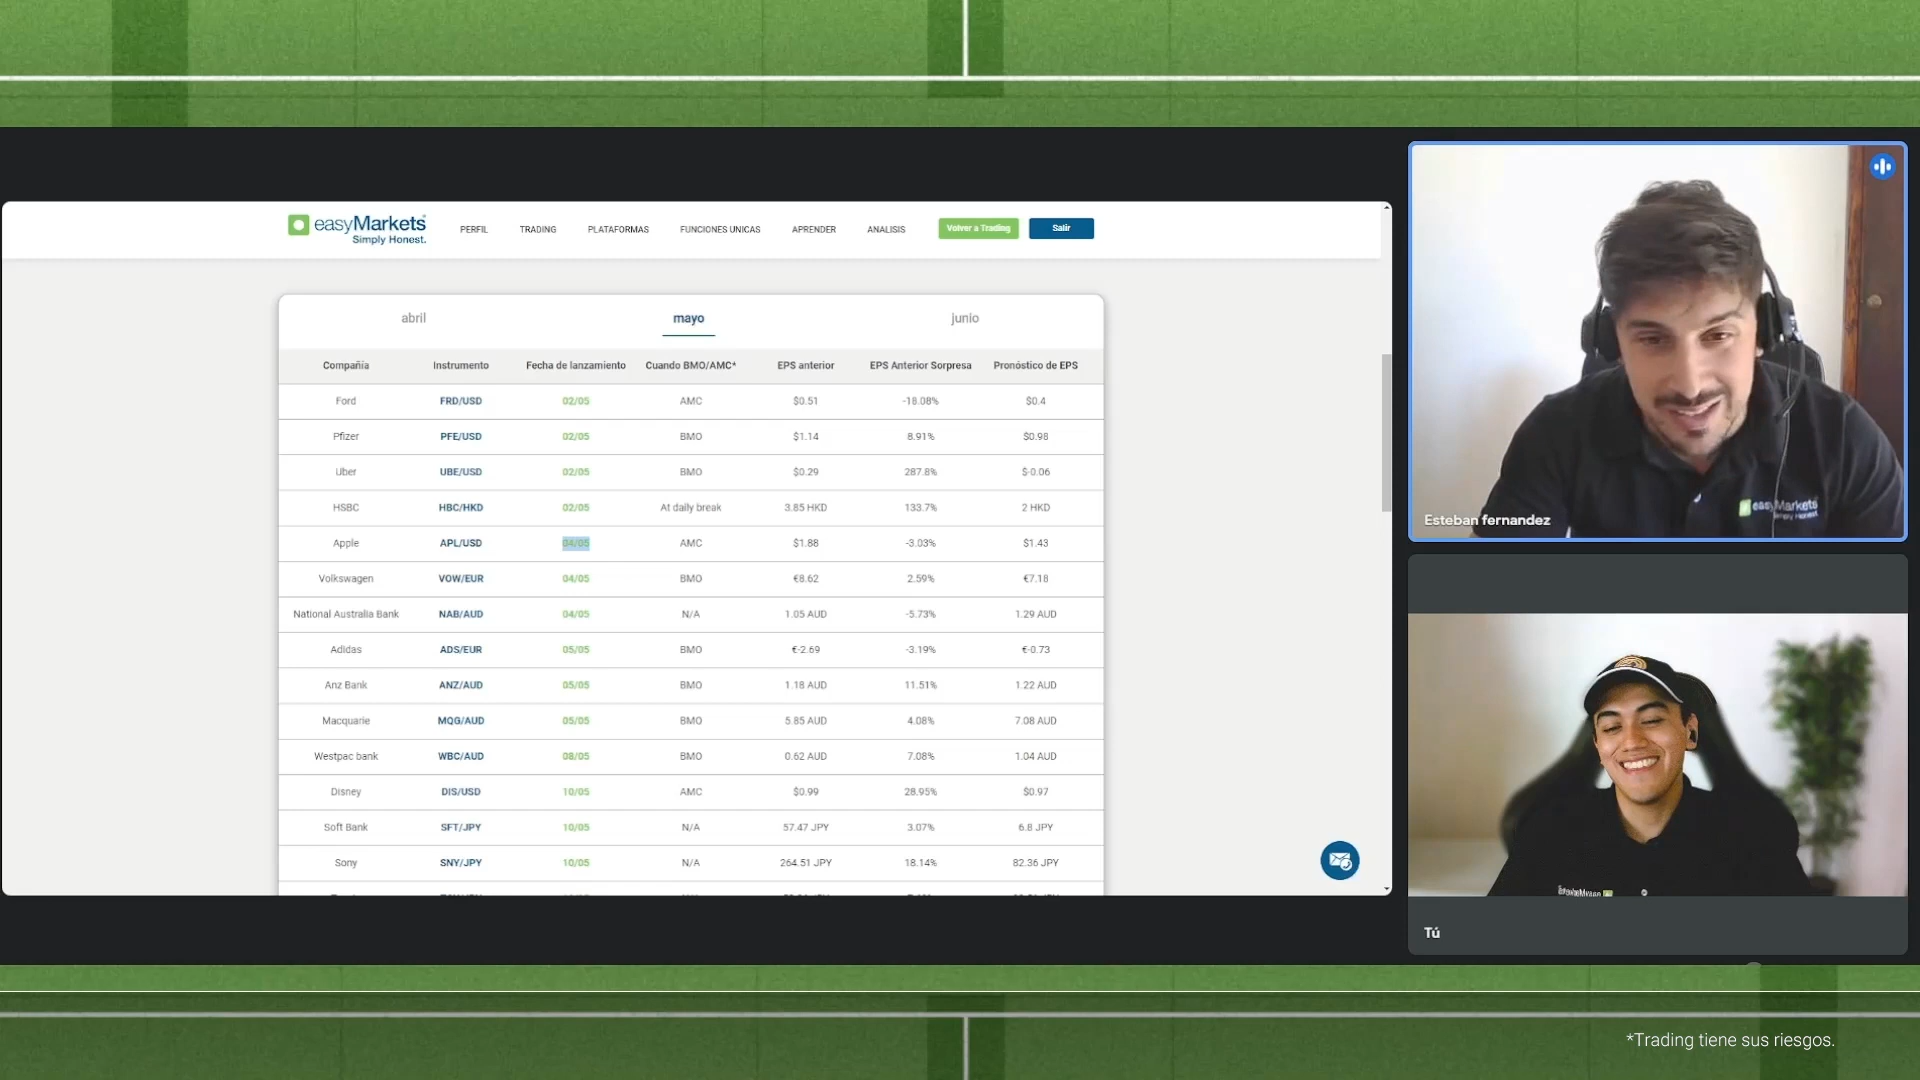 easyMarkets
Simply Honest.
PERFIL TRADING PLATAFORMAS FUNCIONES UNICAS APRENDER ANALISIS Volver a Trading Salir
abril mayo junio
Compañía Instrumento Fecha de lanzamiento Cuando BMO/AMC* EPS anterior EPS Anterior Sorpresa Pronóstico de EPS
Ford FRD/USD 02/05 AMC $0.51 -18.08% $0.4
Pfizer PFE/USD 02/05 BMO $1.14 8.91% $0.98
Uber UBE/USD 02/05 BMO $0.29 287.8% $-0.06
HSBC HBC/HKD 02/05 At daily break 3.85 HKD 133.7% 2 HKD
Apple APL/USD 04/05 AMC $1.88 -3.03% $1.43
Volkswagen VOW/EUR 04/05 BMO €8.62 2.59% €7.18
National Australia Bank NAB/AUD 04/05 N/A 1.05 AUD -5.73% 1.29 AUD
Adidas ADS/EUR 05/05 BMO €-2.69 -3.19% €-0.73
Anz Bank ANZ/AUD 05/05 BMO 1.18 AUD 11.51% 1.22 AUD
Macquarie MQG/AUD 05/05 BMO 5.85 AUD 4.08% 7.08 AUD
Westpac bank WBC/AUD 08/05 BMO 0.62 AUD 7.08% 1.04 AUD
Disney DIS/USD 10/05 AMC $0.99 28.95% $0.97
Soft Bank SFT/JPY 10/05 N/A 57.47 JPY 3.07% 6.8 JPY
Sony SNY/JPY 10/05 N/A 264.51 JPY 18.14% 82.36 JPY
easyMarkets
Simply Honest
Esteban fernandez
Tú
*Trading tiene sus riesgos.